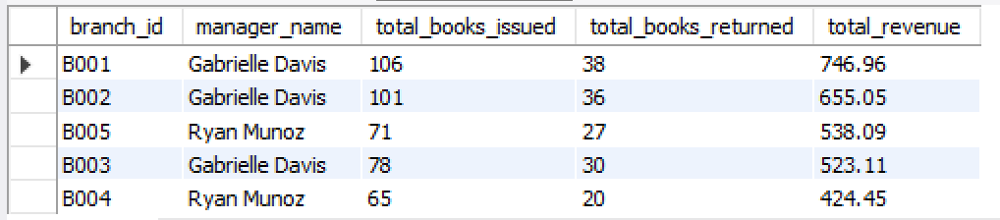 branch_id manager_name total_books_issued total_books_returned total_revenue
B001 Gabrielle Davis 106 38 746.96
B002 Gabrielle Davis 101 36 655.05
B005 Ryan Munoz 71 27 538.09
B003 Gabrielle Davis 78 30 523.11
B004 Ryan Munoz 65 20 424.45